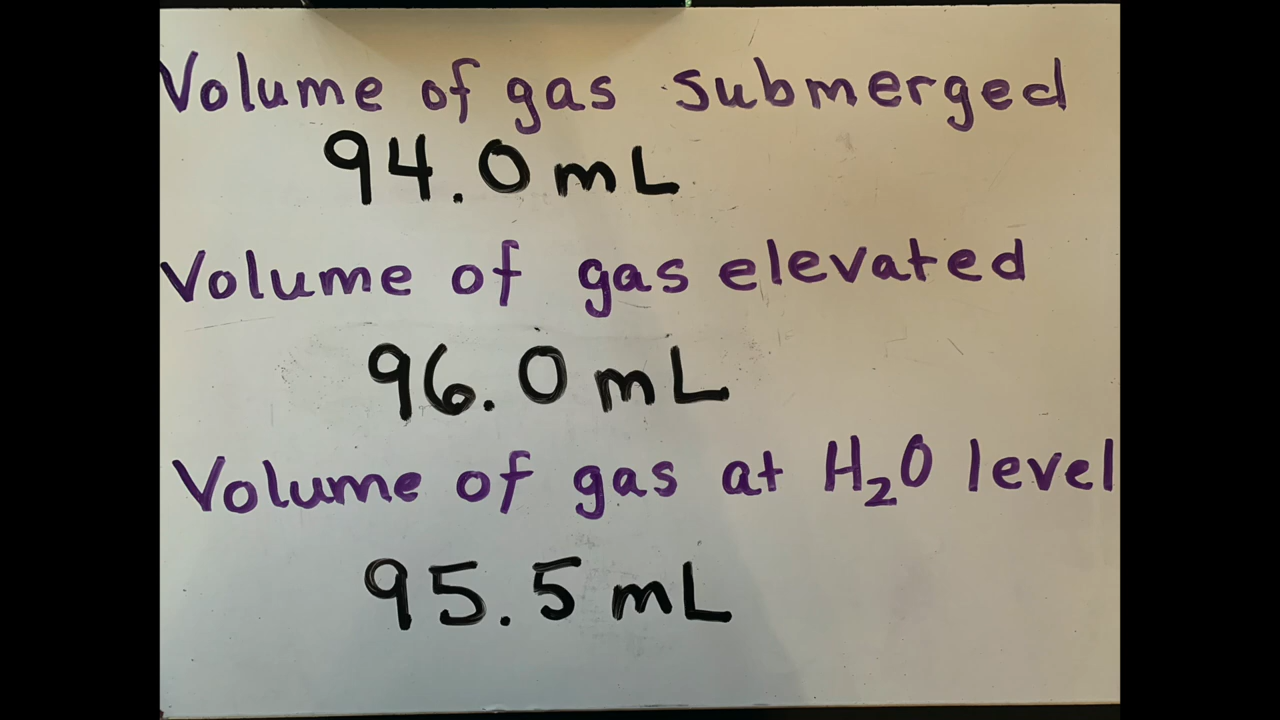 Volume of gas submerged
94.0 mL
Volume of gas elevated
96.0 mL
Volume of gas at H₂O level
95.5 mL